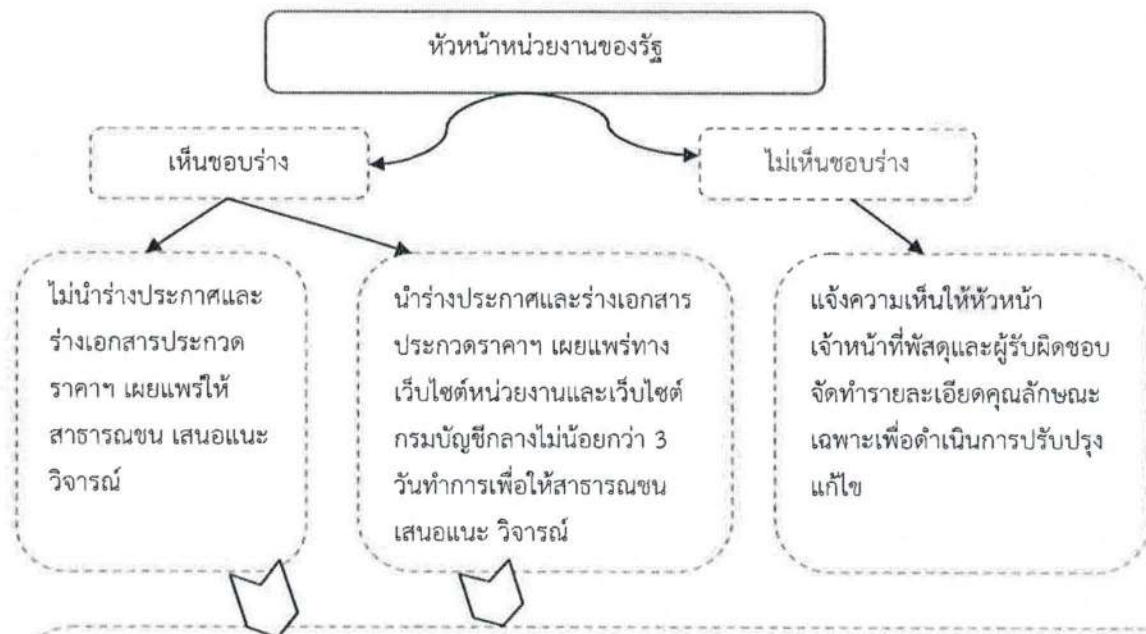 หัวหน้าหน่วยงานของรัฐ
เห็นชอบร่าง
ไม่เห็นชอบร่าง
ไม่นำร่างประกาศและ
ร่างเอกสารประกวด
ราคาฯ เผยแพร่ให้
สาธารณชน เสนอแนะ
วิจารณ์
นำร่างประกาศและร่างเอกสาร
ประกวดราคาฯ เผยแพร่ทาง
เว็บไซต์หน่วยงานและเว็บไซต์
กรมบัญชีกลางไม่น้อยกว่า 3
วันทำการเพื่อให้สาธารณชน
เสนอแนะ วิจารณ์
แจ้งความเห็นให้หัวหน้า
เจ้าหน้าที่พัสดุและผู้รับผิดชอบ
จัดทำรายละเอียดคุณลักษณะ
เฉพาะเพื่อดำเนินการปรับปรุง
แก้ไข